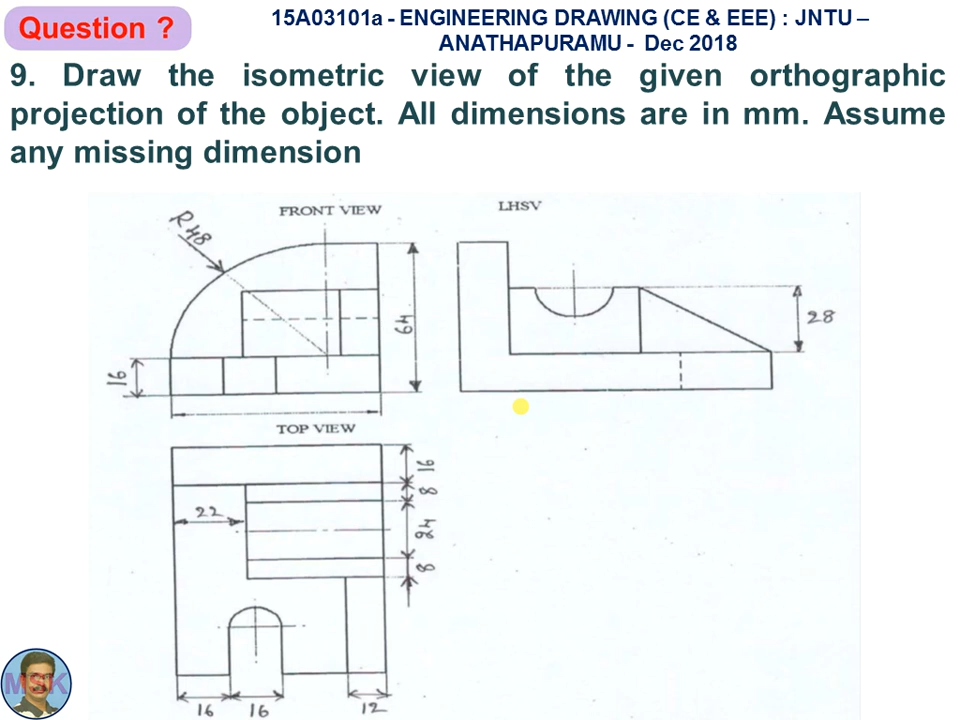 Question ?
15A03101a - ENGINEERING DRAWING (CE & EEE) : JNTU –
ANATHAPURAMU - Dec 2018
9. Draw the isometric view of the given orthographic
projection of the object. All dimensions are in mm. Assume
any missing dimension
FRONT VIEW
LHSV
R48
64
28
16
TOP VIEW
16
8
22
24
8
16
16
12
MSK